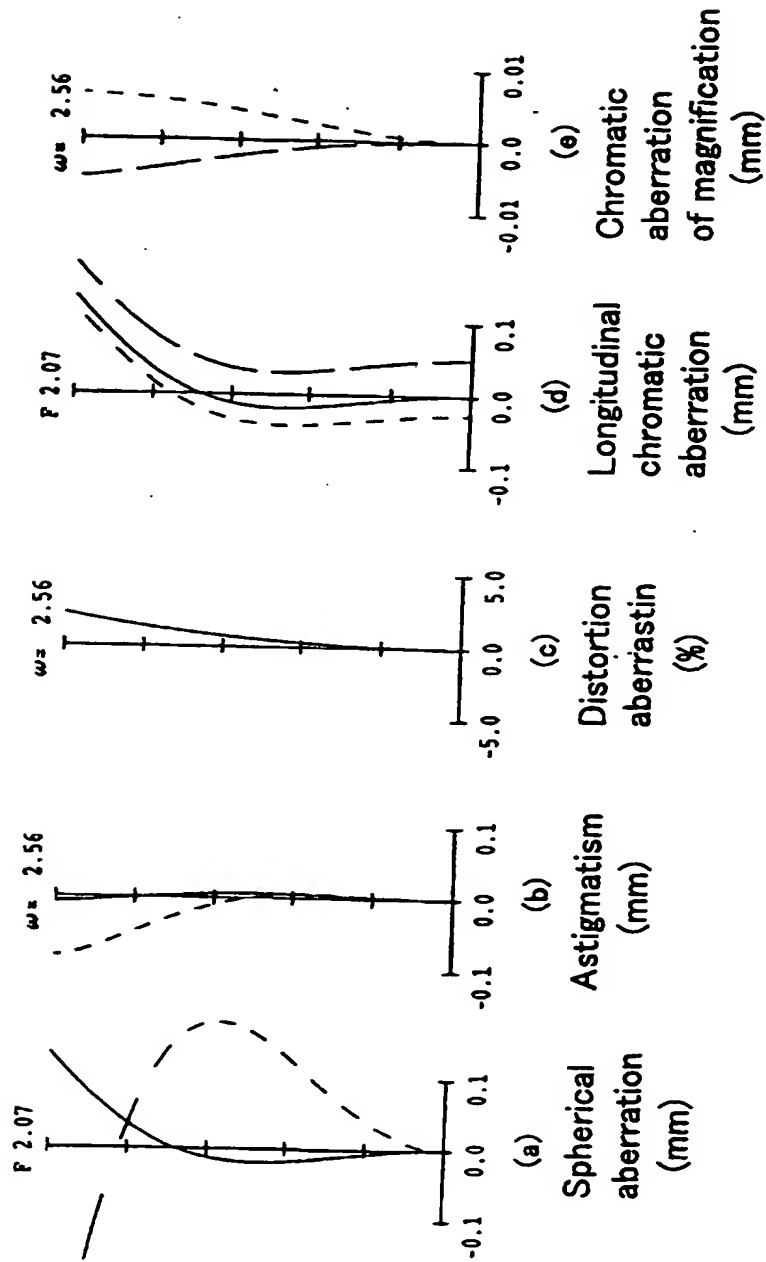 F 2.07
-0.1 0.0 0.1
(a)
Spherical
aberration
(mm)
ω= 2.56
-0.1 0.0 0.1
(b)
Astigmatism
(mm)
ω= 2.56
-5.0 0.0 5.0
(c)
Distortion
aberrastin
(%)
F 2.07
-0.1 0.0 0.1
(d)
Longitudinal
chromatic
aberration
(mm)
ω= 2.56
-0.01 0.0 0.01
(e)
Chromatic
aberration
of magnification
(mm)